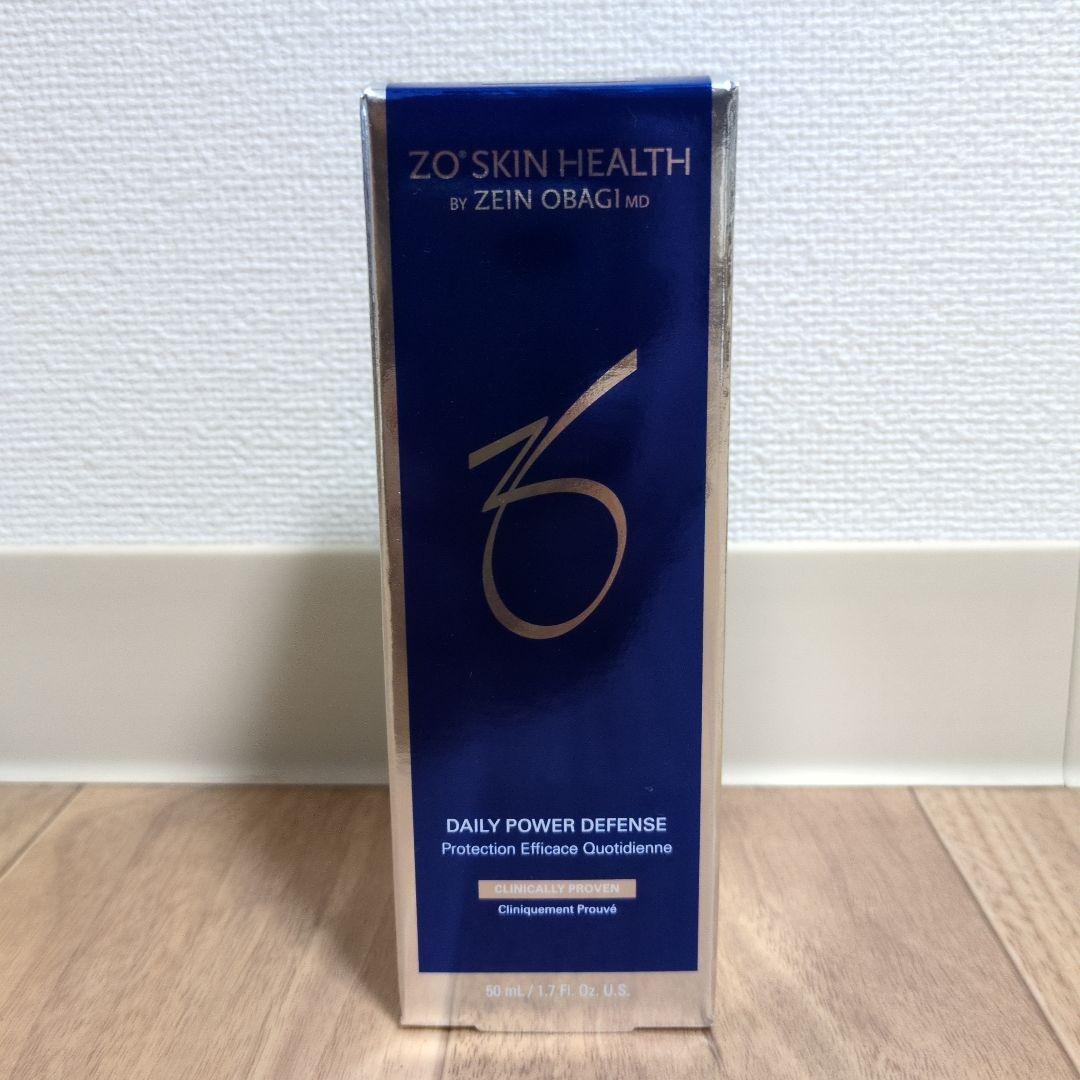 ZO® SKIN HEALTH
BY ZEIN OBAGI MD
ZO
DAILY POWER DEFENSE
Protection Efficace Quotidienne
CLINICALLY PROVEN
Cliniquement Prouvé
50 mL / 1.7 Fl. Oz. U.S.